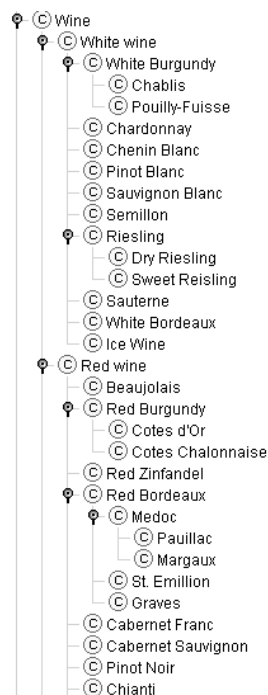 Wine
White wine
White Burgundy
Chablis
Pouilly-Fuisse
Chardonnay
Chenin Blanc
Pinot Blanc
Sauvignon Blanc
Semillon
Riesling
Dry Riesling
Sweet Reisling
Sauterne
White Bordeaux
Ice Wine
Red wine
Beaujolais
Red Burgundy
Cotes d'Or
Cotes Chalonnaise
Red Zinfandel
Red Bordeaux
Medoc
Pauillac
Margaux
St. Emillion
Graves
Cabernet Franc
Cabernet Sauvignon
Pinot Noir
Chianti